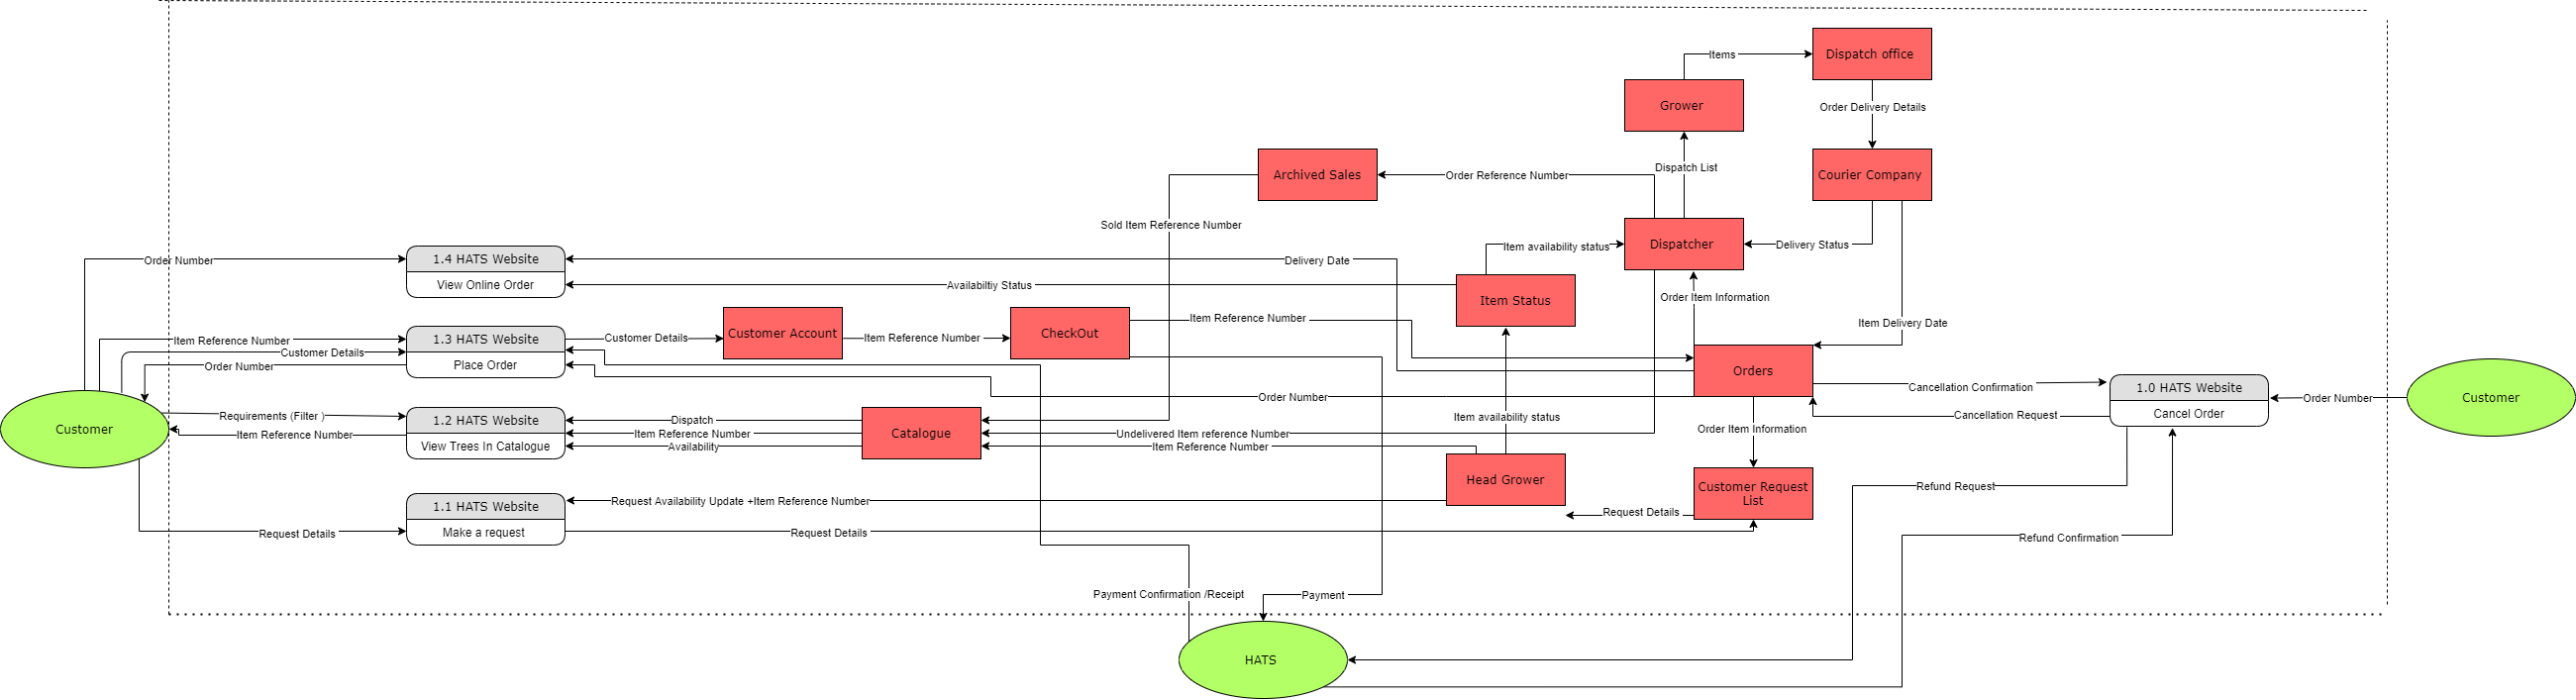 Items
Dispatch office
Grower
Order Delivery Details
Archived Sales
Order Reference Number
Dispatch List
Courier Company
Sold Item Reference Number
Order Number
1.4 HATS Website
View Online Order
Delivery Date
Availabiltiy Status
Item availability status
Dispatcher
Delivery Status
Item Status
Order Item Information
Item Reference Number
Customer Details
Order Number
1.3 HATS Website
Place Order
Customer Details
Customer Account
Item Reference Number
CheckOut
Item Reference Number
Item Delivery Date
Orders
Order Number
Cancellation Confirmation
Cancellation Request
1.0 HATS Website
Cancel Order
Order Number
Customer
Customer
Requirements (Filter )
Item Reference Number
1.2 HATS Website
View Trees In Catalogue
Dispatch
Item Reference Number
Availability
Catalogue
Undelivered Item reference Number
Item Reference Number
Item availability status
Order Item Information
Head Grower
Customer Request
List
Request Details
Refund Request
1.1 HATS Website
Make a request
Request Availability Update +Item Reference Number
Request Details
Request Details
Refund Confirmation
Payment Confirmation /Receipt
Payment
HATS